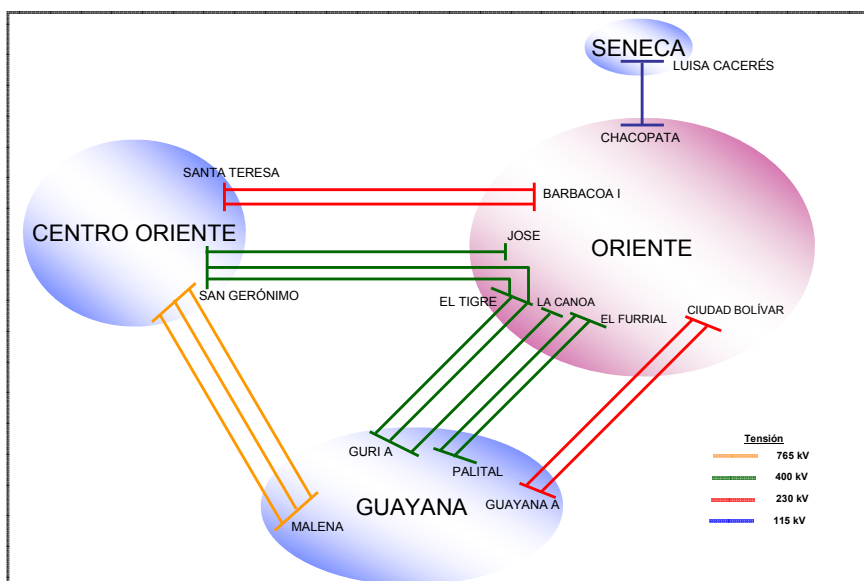 SENECA
LUISA CACERÉS
CHACOPATA
SANTA TERESA
BARBACOA I
CENTRO ORIENTE
JOSE
ORIENTE
SAN GERÓNIMO
EL TIGRE
LA CANOA
CIUDAD BOLÍVAR
EL FURRIAL
GURI A
PALITAL
GUAYANA
GUAYANA A
MALENA
Tensión
765 kV
400 kV
230 kV
115 kV